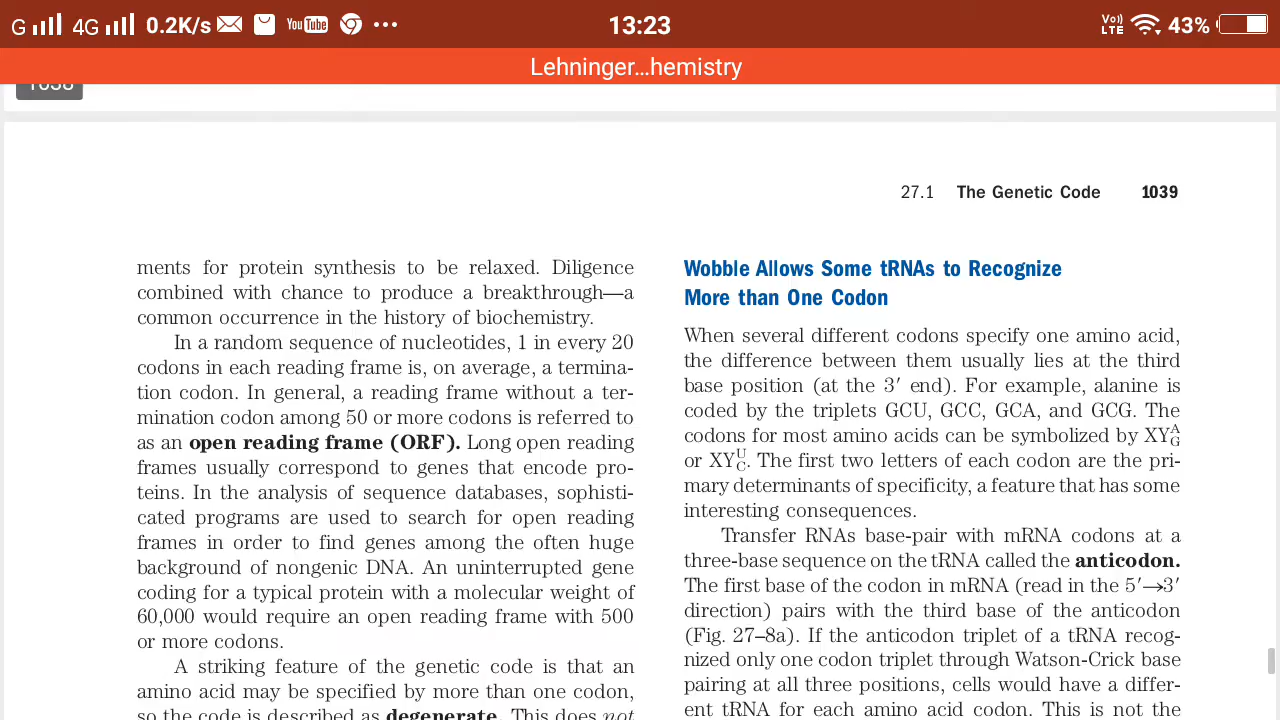 G 4G 0.2K/s YouTube 13:23 Vo)) LTE 43%
Lehninger...hemistry
1038
27.1 The Genetic Code 1039
ments for protein synthesis to be relaxed. Diligence
combined with chance to produce a breakthrough—a
common occurrence in the history of biochemistry.
In a random sequence of nucleotides, 1 in every 20
codons in each reading frame is, on average, a termina-
tion codon. In general, a reading frame without a ter-
mination codon among 50 or more codons is referred to
as an open reading frame (ORF). Long open reading
frames usually correspond to genes that encode pro-
teins. In the analysis of sequence databases, sophisti-
cated programs are used to search for open reading
frames in order to find genes among the often huge
background of nongenic DNA. An uninterrupted gene
coding for a typical protein with a molecular weight of
60,000 would require an open reading frame with 500
or more codons.
A striking feature of the genetic code is that an
amino acid may be specified by more than one codon,
so the code is described as degenerate. This does not
Wobble Allows Some tRNAs to Recognize
More than One Codon
When several different codons specify one amino acid,
the difference between them usually lies at the third
base position (at the 3′ end). For example, alanine is
coded by the triplets GCU, GCC, GCA, and GCG. The
codons for most amino acids can be symbolized by XY A G
or XY U C. The first two letters of each codon are the pri-
mary determinants of specificity, a feature that has some
interesting consequences.
Transfer RNAs base-pair with mRNA codons at a
three-base sequence on the tRNA called the anticodon.
The first base of the codon in mRNA (read in the 5′→3′
direction) pairs with the third base of the anticodon
(Fig. 27–8a). If the anticodon triplet of a tRNA recog-
nized only one codon triplet through Watson-Crick base
pairing at all three positions, cells would have a differ-
ent tRNA for each amino acid codon. This is not the